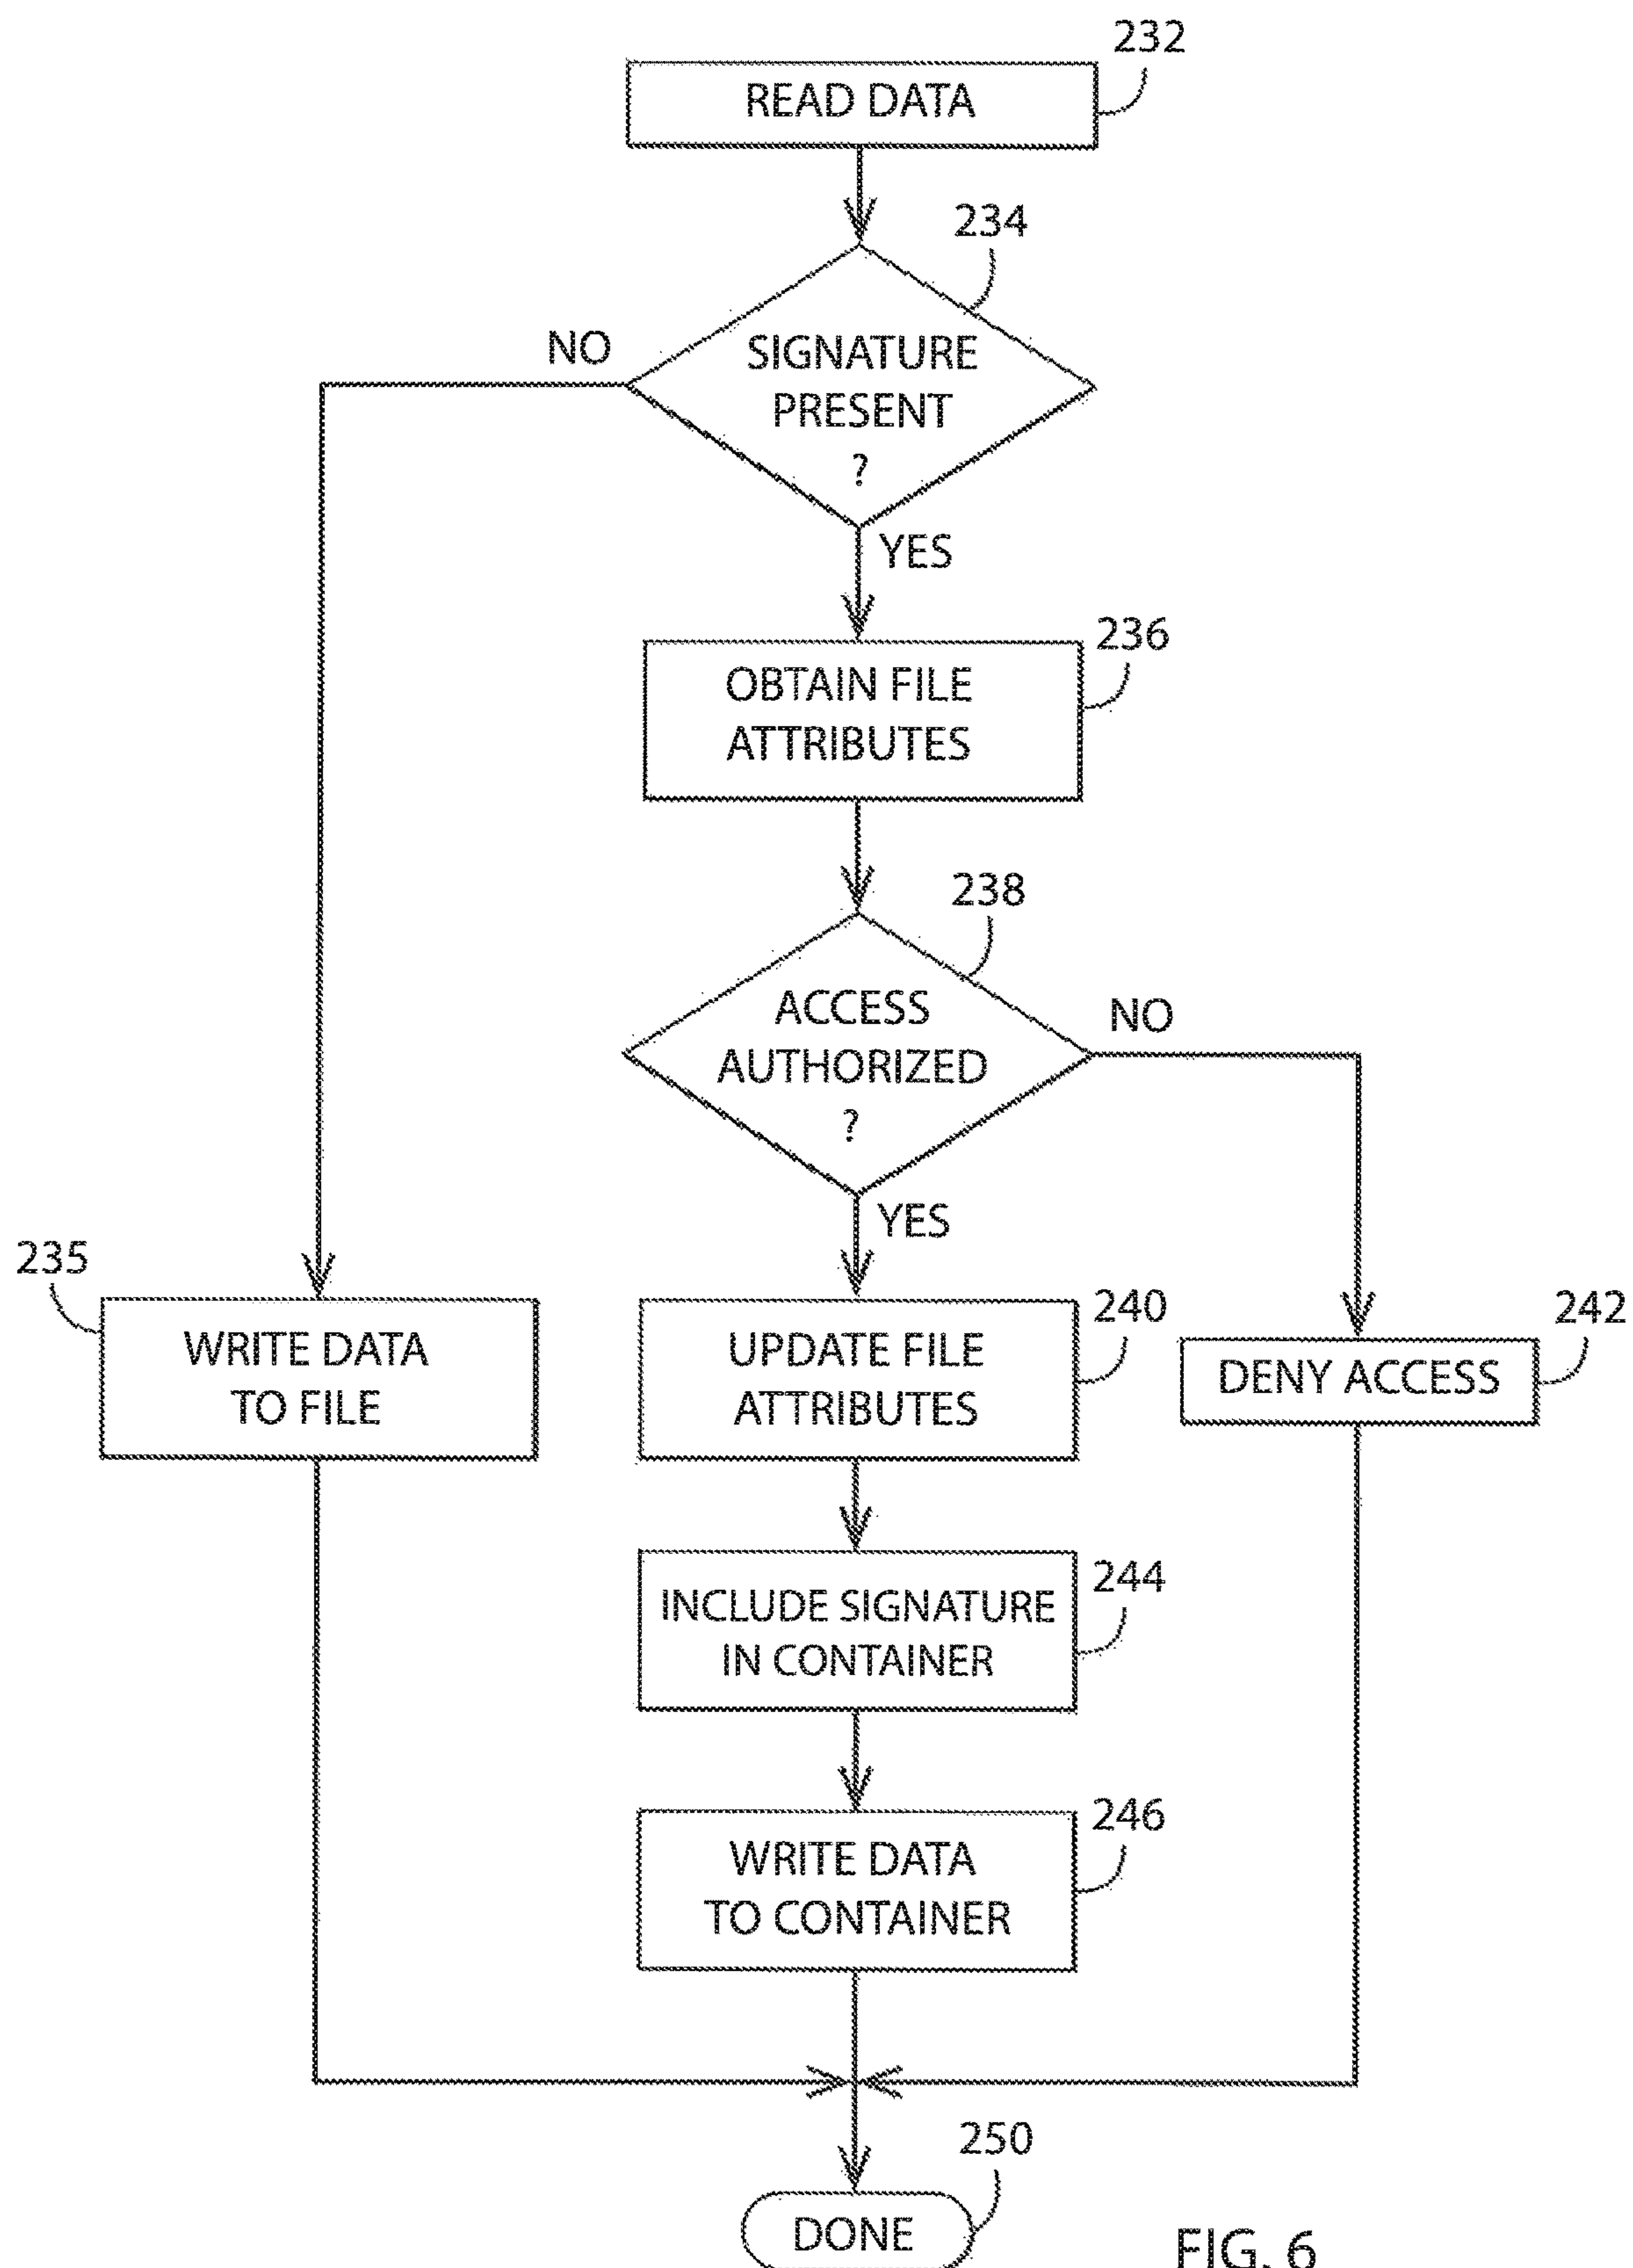 232
READ DATA
234
NO
SIGNATURE
PRESENT
?
YES
236
OBTAIN FILE
ATTRIBUTES
238
ACCESS
AUTHORIZED
?
NO
YES
235
WRITE DATA
TO FILE
240
UPDATE FILE
ATTRIBUTES
242
DENY ACCESS
244
INCLUDE SIGNATURE
IN CONTAINER
246
WRITE DATA
TO CONTAINER
250
DONE
FIG. 6